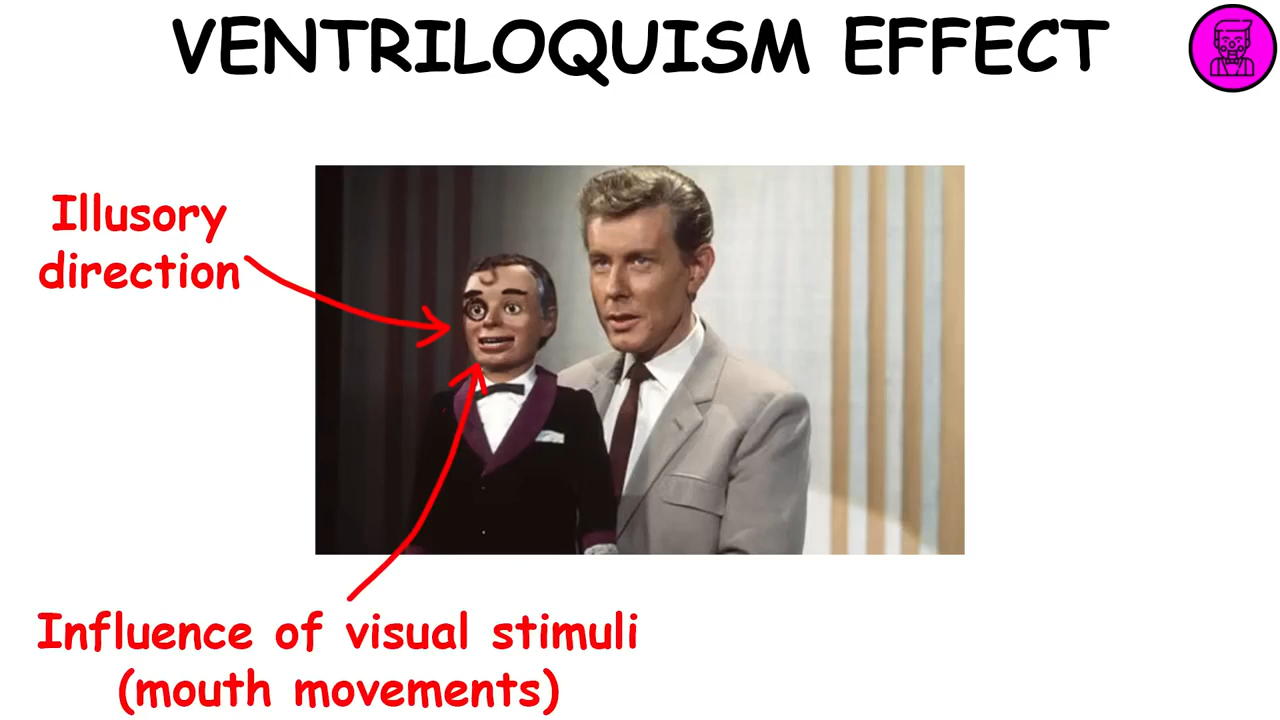 VENTRILOQUISM EFFECT
Illusory
direction
Influence of visual stimuli
(mouth movements)